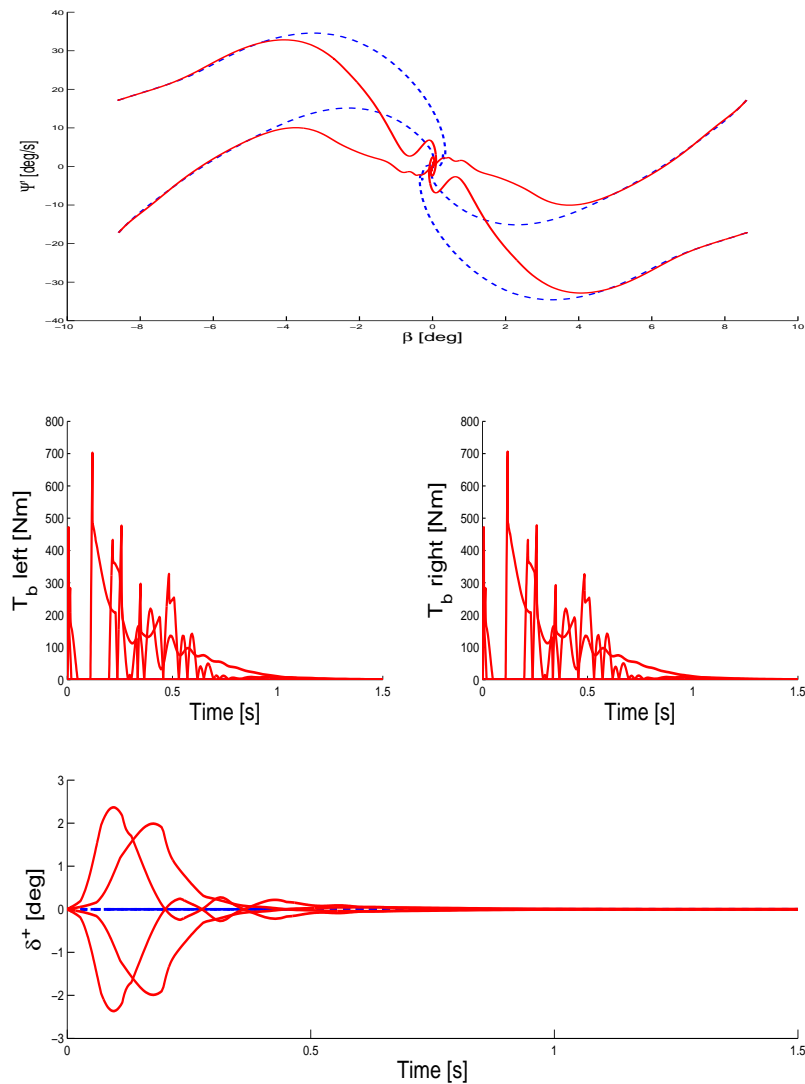 40
30
20
10
0
−10
−20
−30
−40
Ψ' [deg/s]
−10 −8 −6 −4 −2 0 2 4 6 8 10
β [deg]
800
700
600
500
400
300
200
100
0
T_b left [Nm]
0 0.5 1 1.5
Time [s]
800
700
600
500
400
300
200
100
0
T_b right [Nm]
0 0.5 1 1.5
Time [s]
3
2
1
0
−1
−2
−3
δ⁺ [deg]
0 0.5 1 1.5
Time [s]